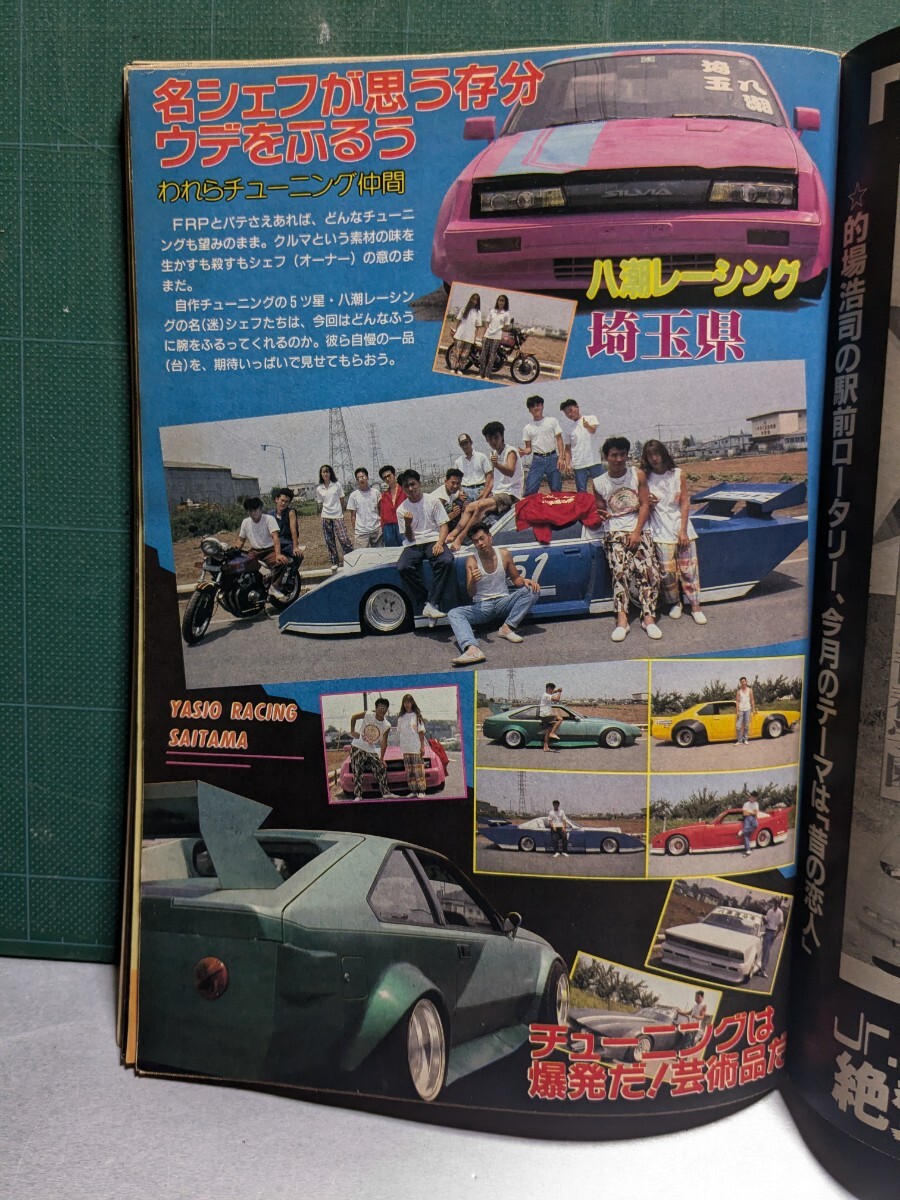 名シェフが思う存分
ウデをふるう
われらチューニング仲間
FRPとパテさえあれば、どんなチューニ
ングも望みのまま。クルマという素材の味を
生かすも殺すもシェフ（オーナー）の意のま
まだ。
自作チューニングの5ツ星・八潮レーシン
グの名(迷)シェフたちは、今回はどんなふう
に腕をふるってくれるのか。彼ら自慢の一品
(台)を、期待いっぱいで見せてもらおう。
埼玉
八潮
SILVIA
八潮レーシング
埼玉県
51
YASIO RACING
SAITAMA
チューニングは
爆発だ!芸術品だ
☆的場浩司の駅前ロータリー、今月のテーマは「昔の恋人」
Jr.
絶